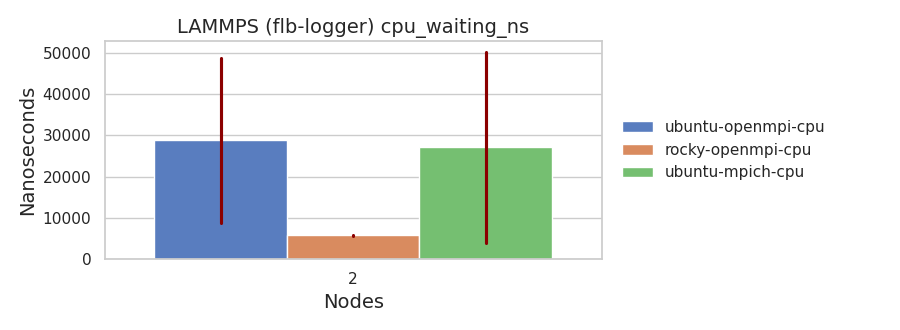 LAMMPS (flb-logger) cpu_waiting_ns
Nanoseconds
50000
40000
30000
20000
10000
0
2
Nodes
ubuntu-openmpi-cpu
rocky-openmpi-cpu
ubuntu-mpich-cpu